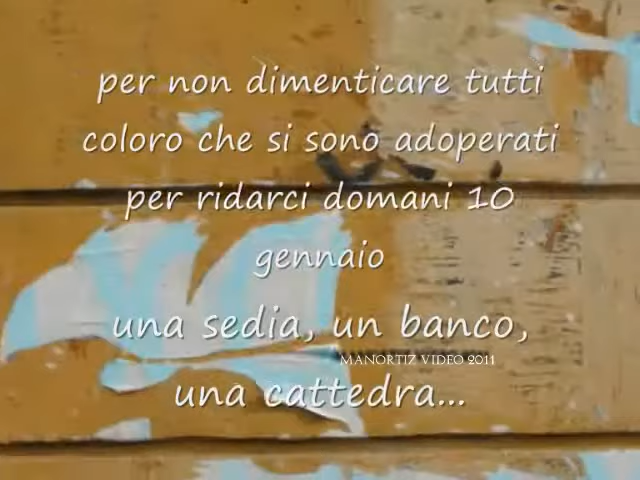 per non dimenticare tutti
coloro che si sono adoperati
per ridarci domani 10
gennaio
una sedia, un banco,
MANORTIZ VIDEO 2011
una cattedra...